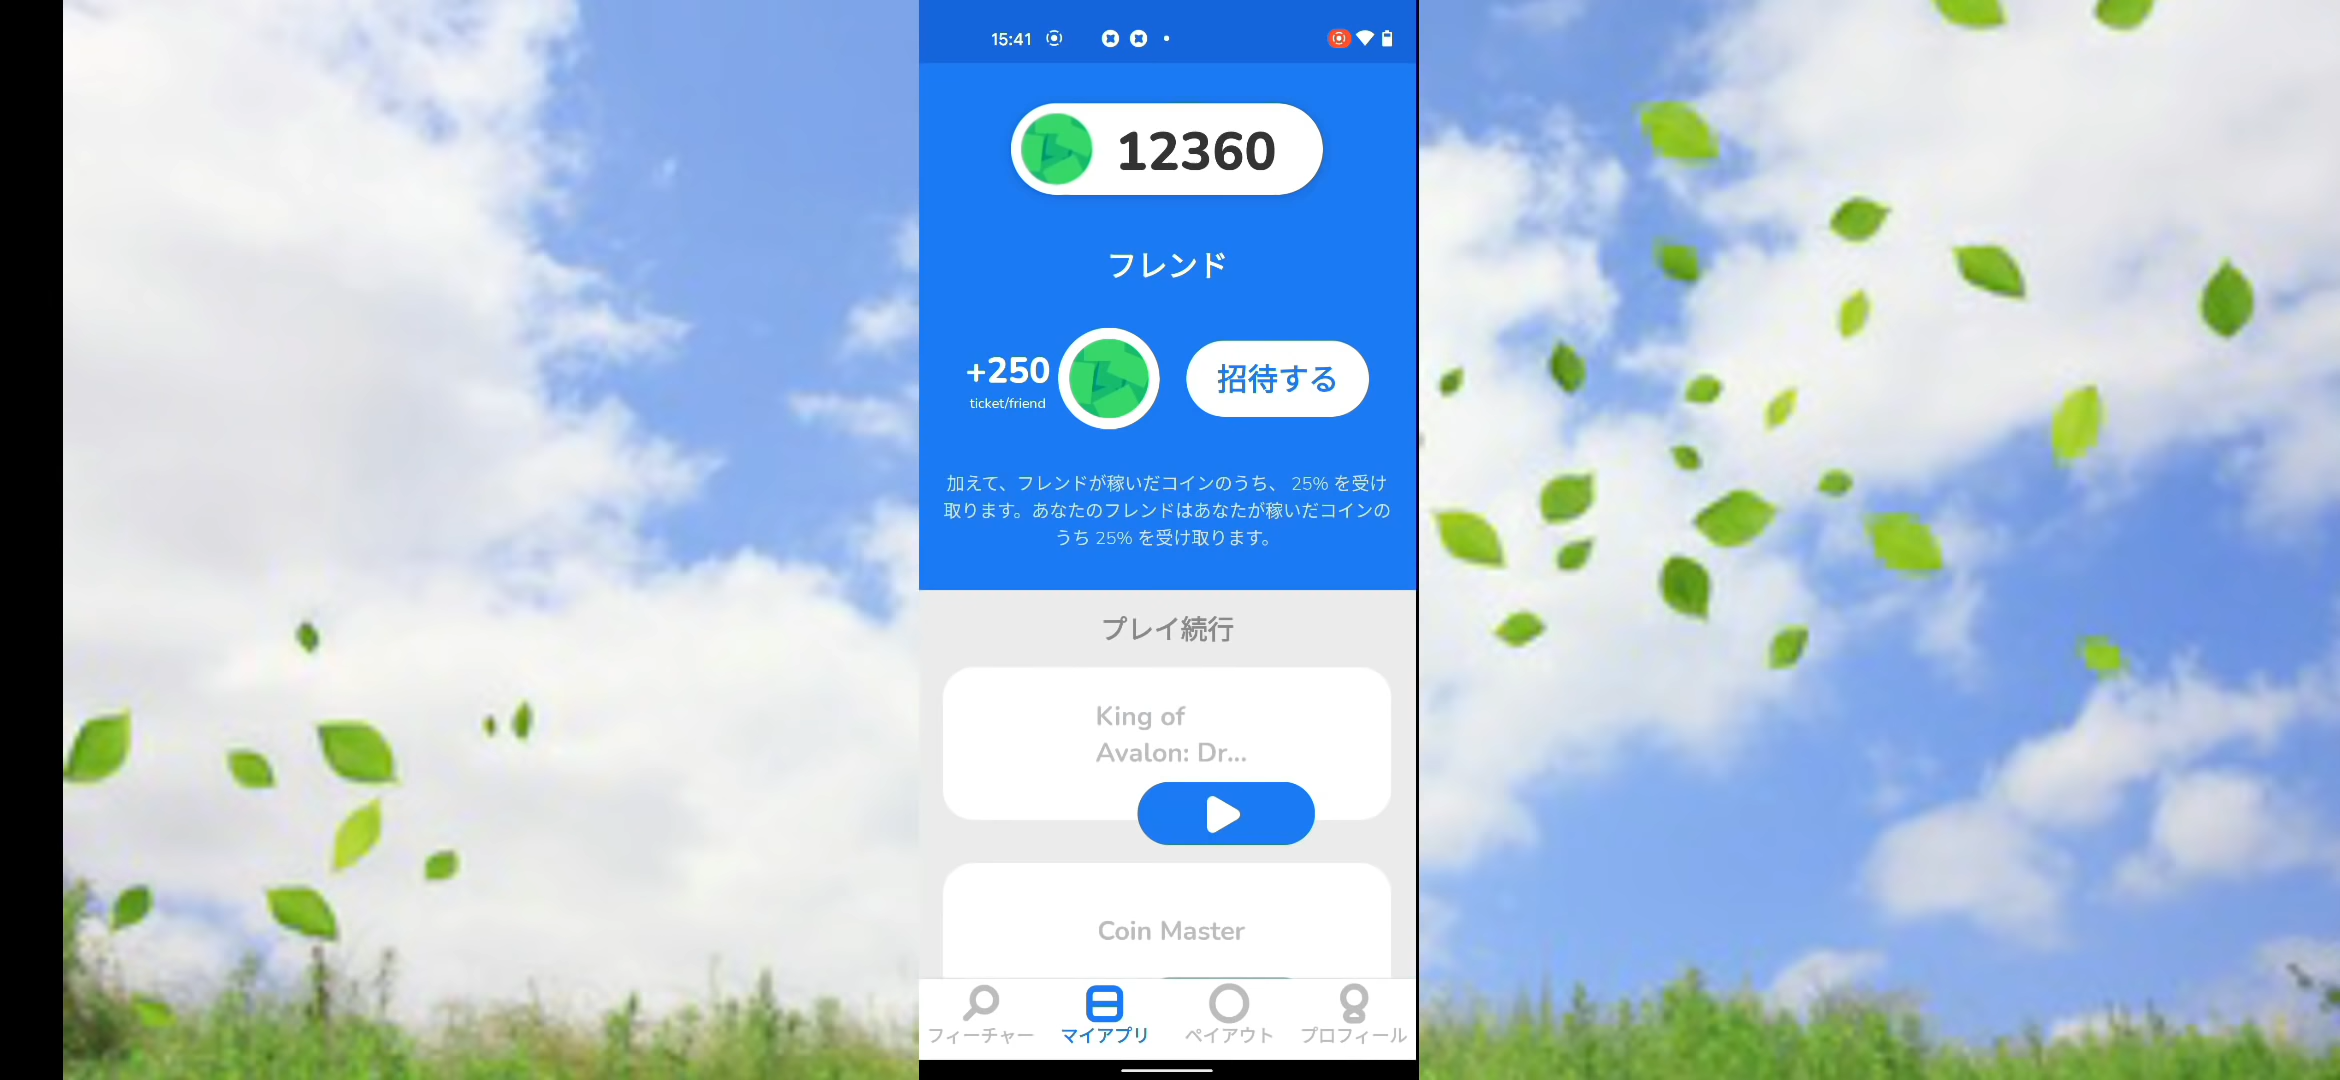 15:41
12360
フレンド
+250
ticket/friend
招待する
加えて、フレンドが稼いだコインのうち、 25% を受け
取ります。あなたのフレンドはあなたが稼いだコインの
うち 25% を受け取ります。
プレイ続行
King of
Avalon: Dr...
Coin Master
フィーチャー
マイアプリ
ペイアウト
プロフィール